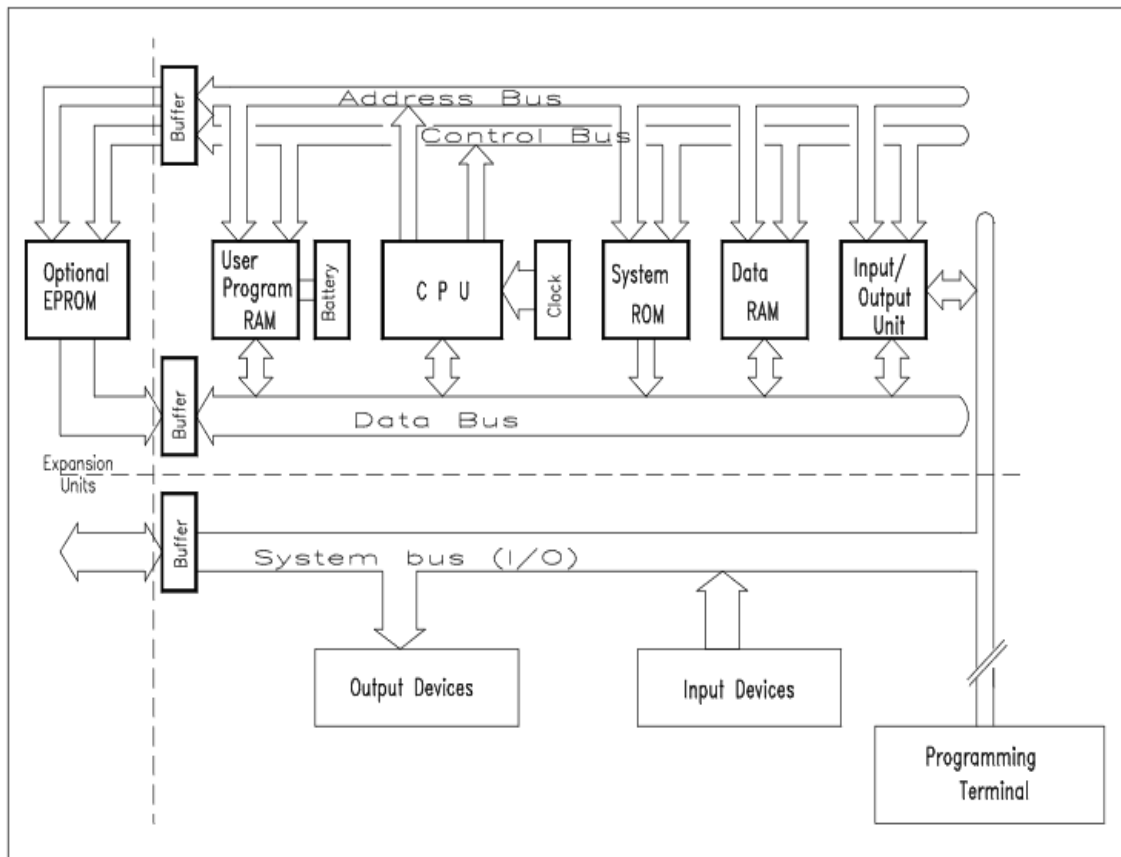 Buffer
Address Bus
Control Bus
Optional
EPROM
User
Program
RAM
Battery
C P U
Clock
System
ROM
Data
RAM
Input/
Output
Unit
Buffer
Data Bus
Expansion
Units
Buffer
System bus (I/O)
Output Devices
Input Devices
Programming
Terminal